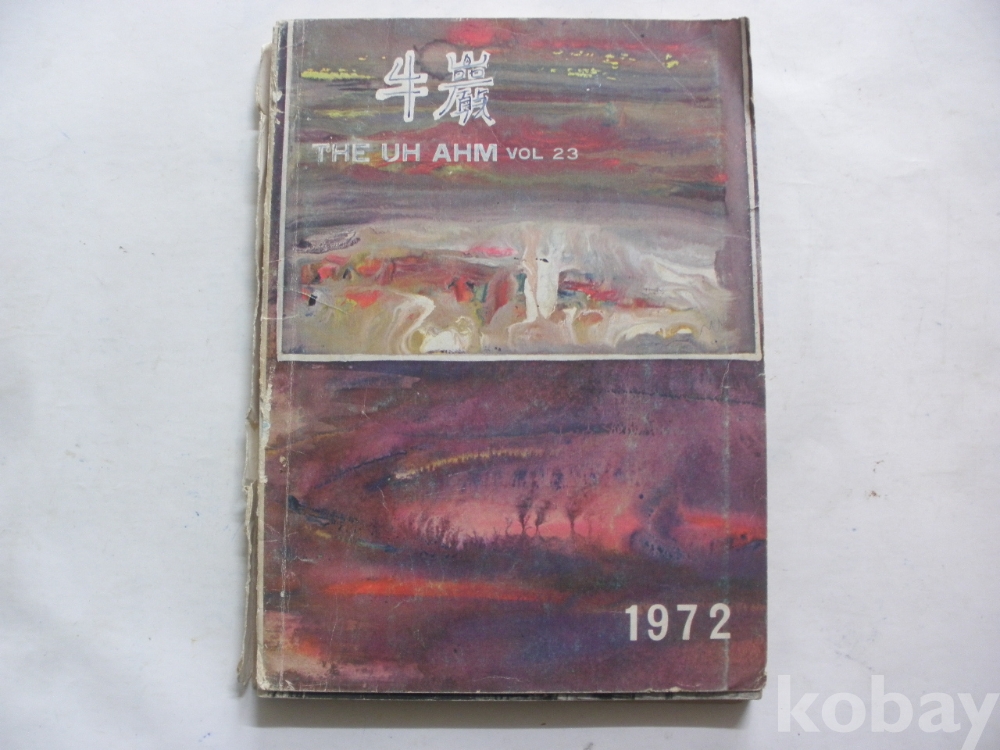 牛巖
THE UH AHM VOL 23
1972
kobay